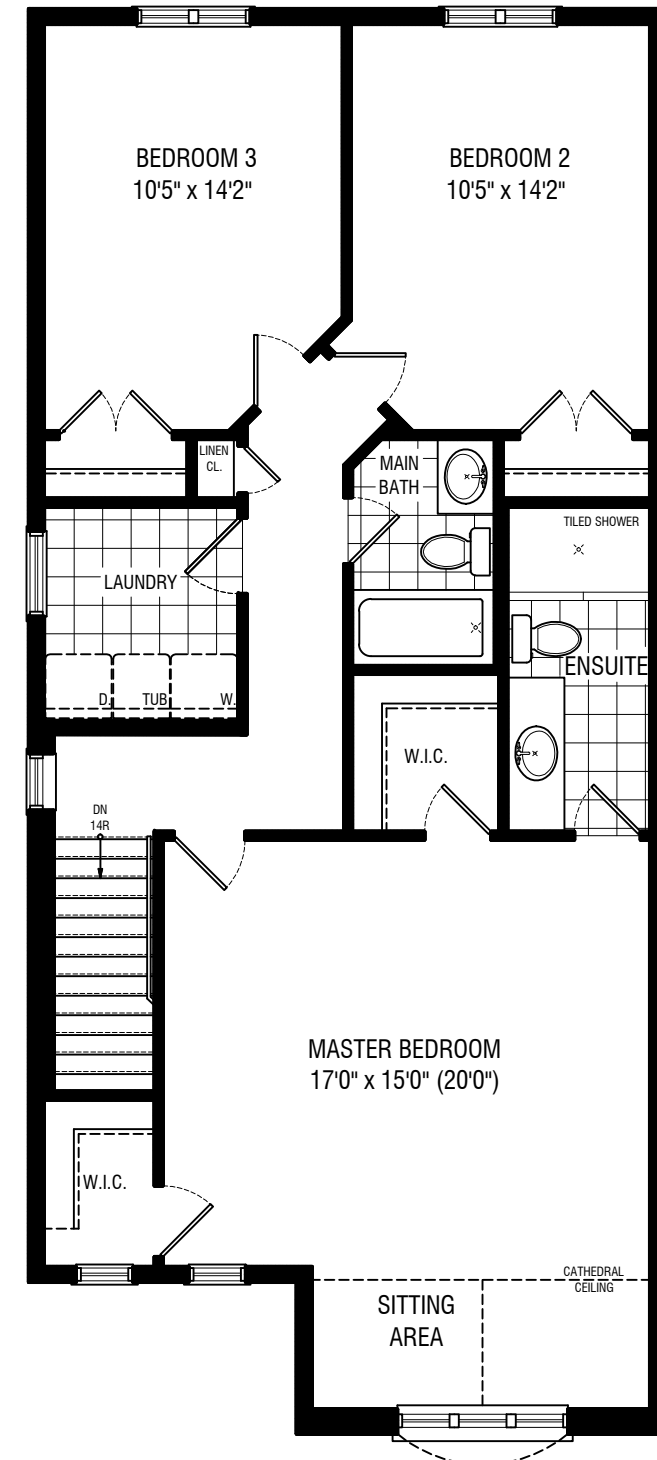 BEDROOM 3
10'5" x 14'2"
BEDROOM 2
10'5" x 14'2"
LINEN
CL.
MAIN
BATH
TILED SHOWER
LAUNDRY
ENSUITE
D.
TUB
W.
W.I.C.
DN
14R
MASTER BEDROOM
17'0" x 15'0" (20'0")
W.I.C.
CATHEDRAL
CEILING
SITTING
AREA